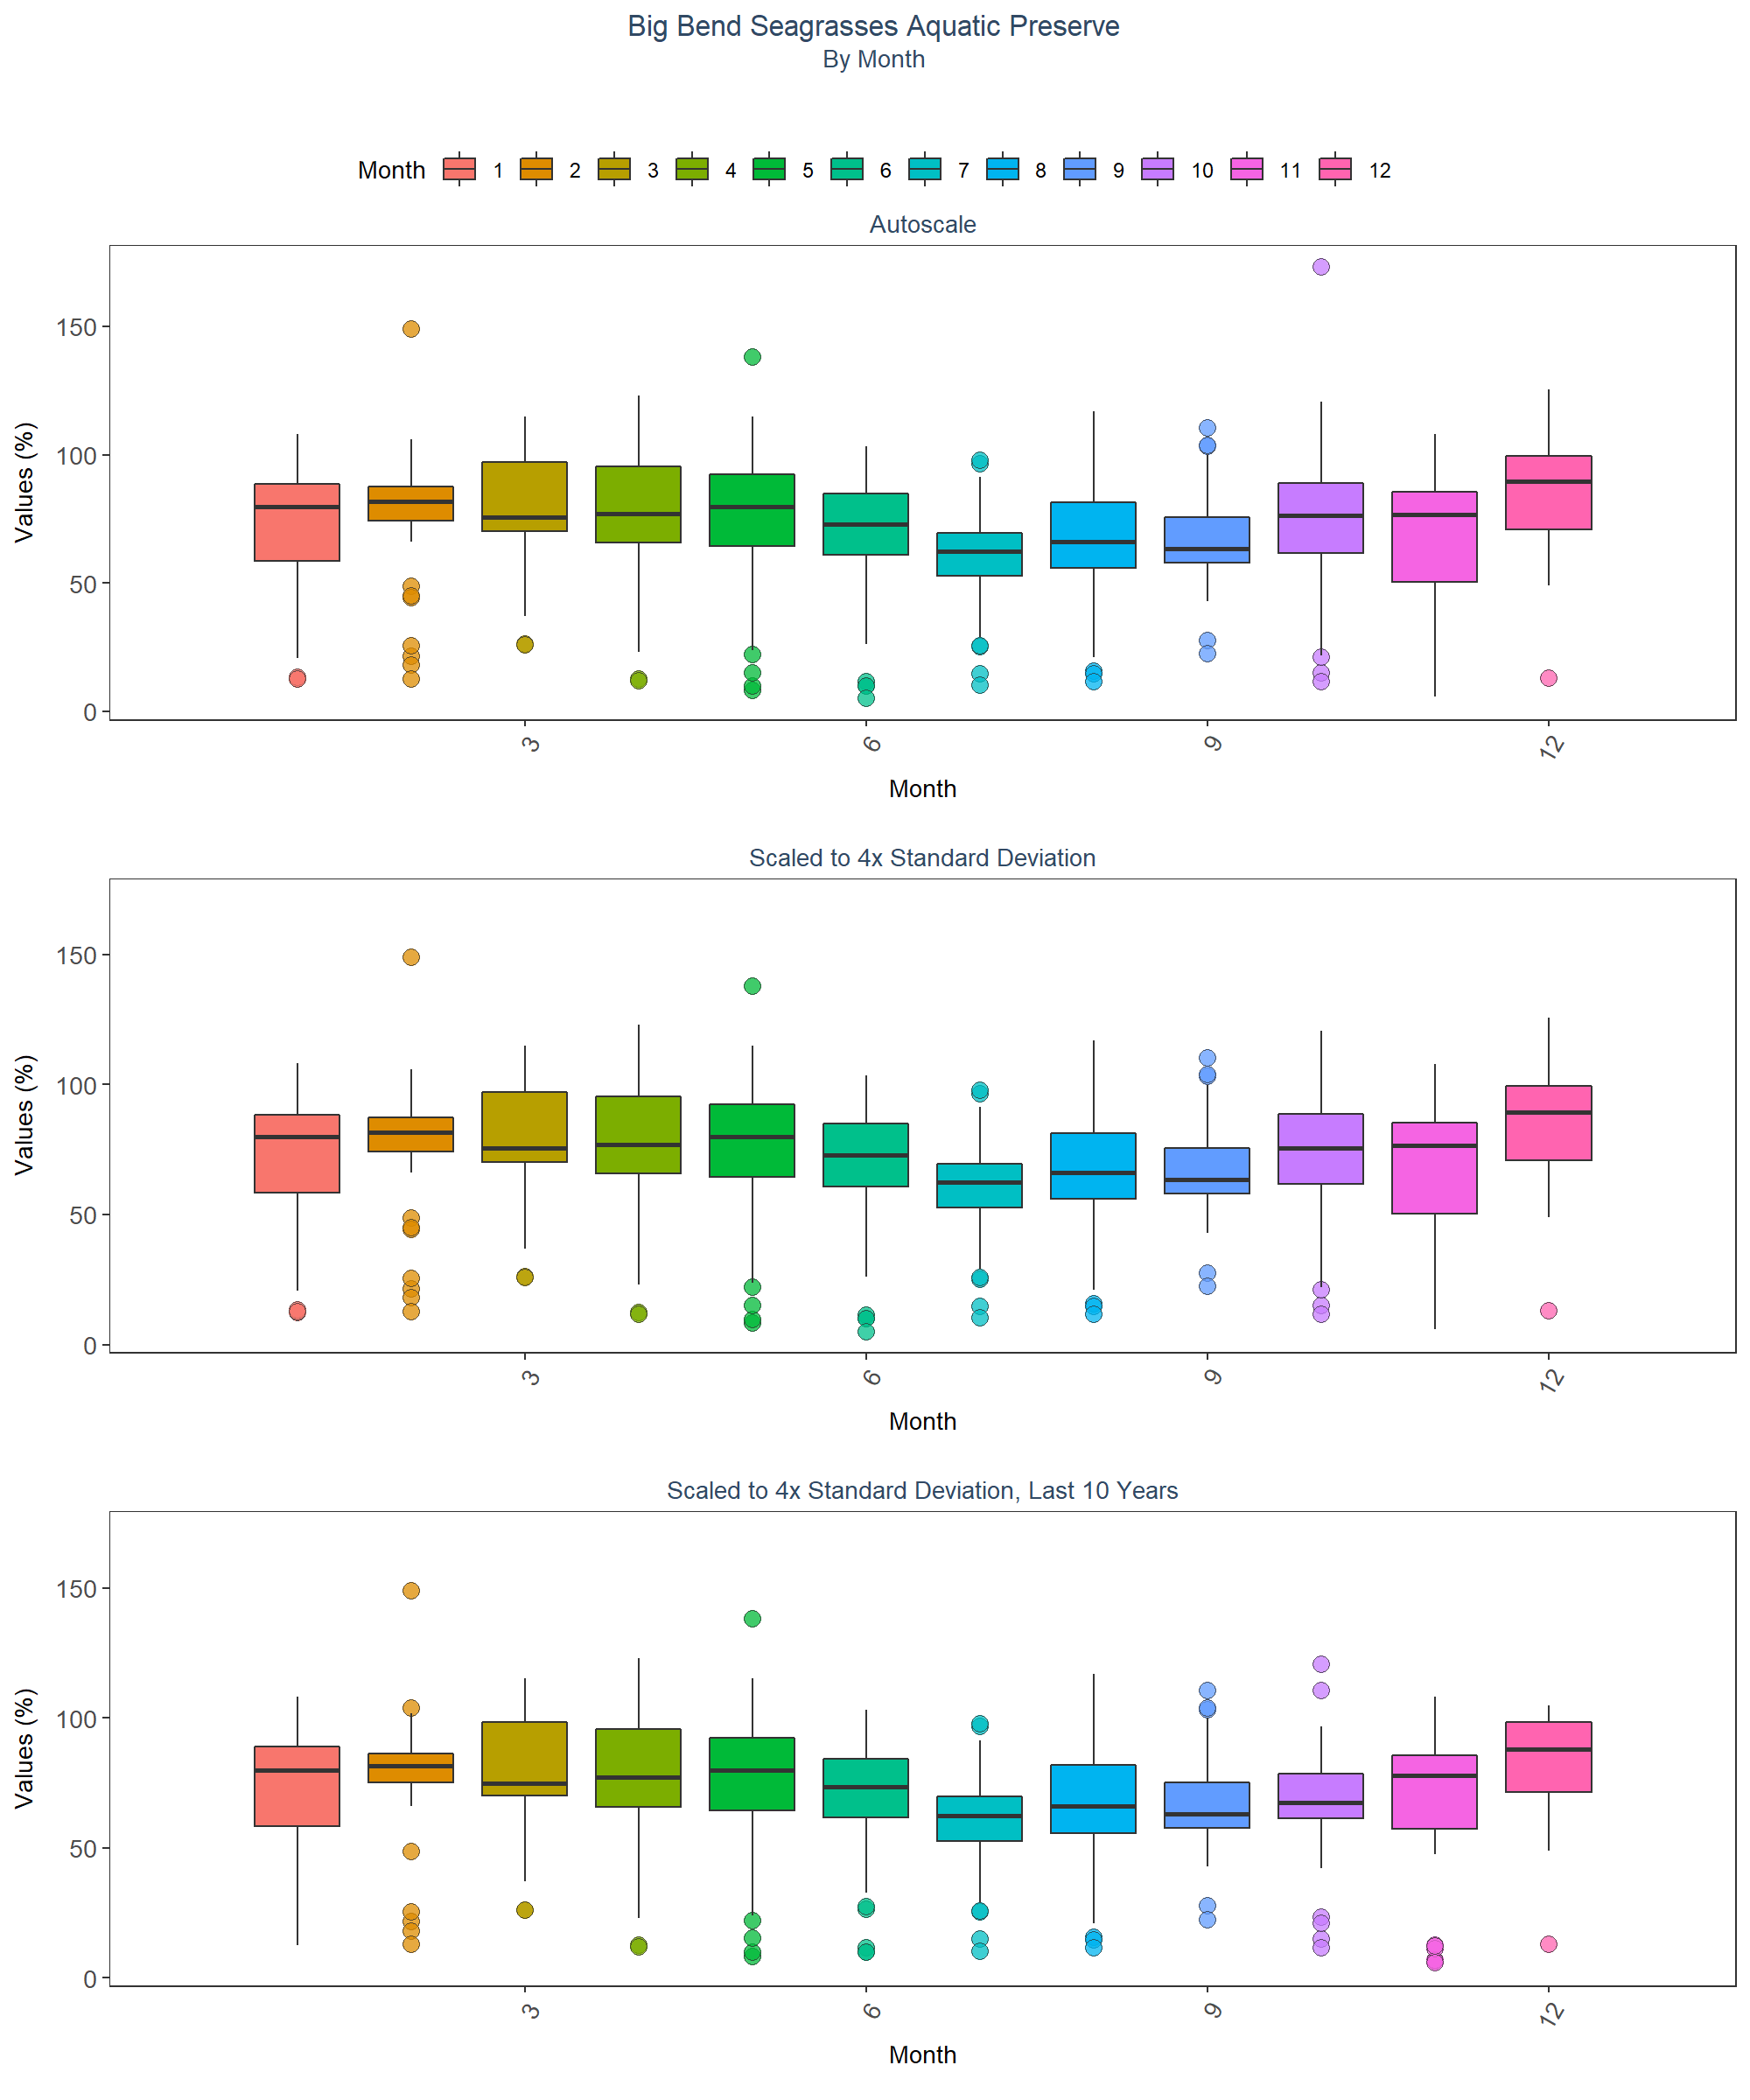 Big Bend Seagrasses Aquatic Preserve
By Month
Month 1 2 3 4 5 6 7 8 9 10 11 12
Autoscale
Values (%)
150
100
50
0
3 6 9 12
Month
Scaled to 4x Standard Deviation
Values (%)
150
100
50
0
3 6 9 12
Month
Scaled to 4x Standard Deviation, Last 10 Years
Values (%)
150
100
50
0
3 6 9 12
Month